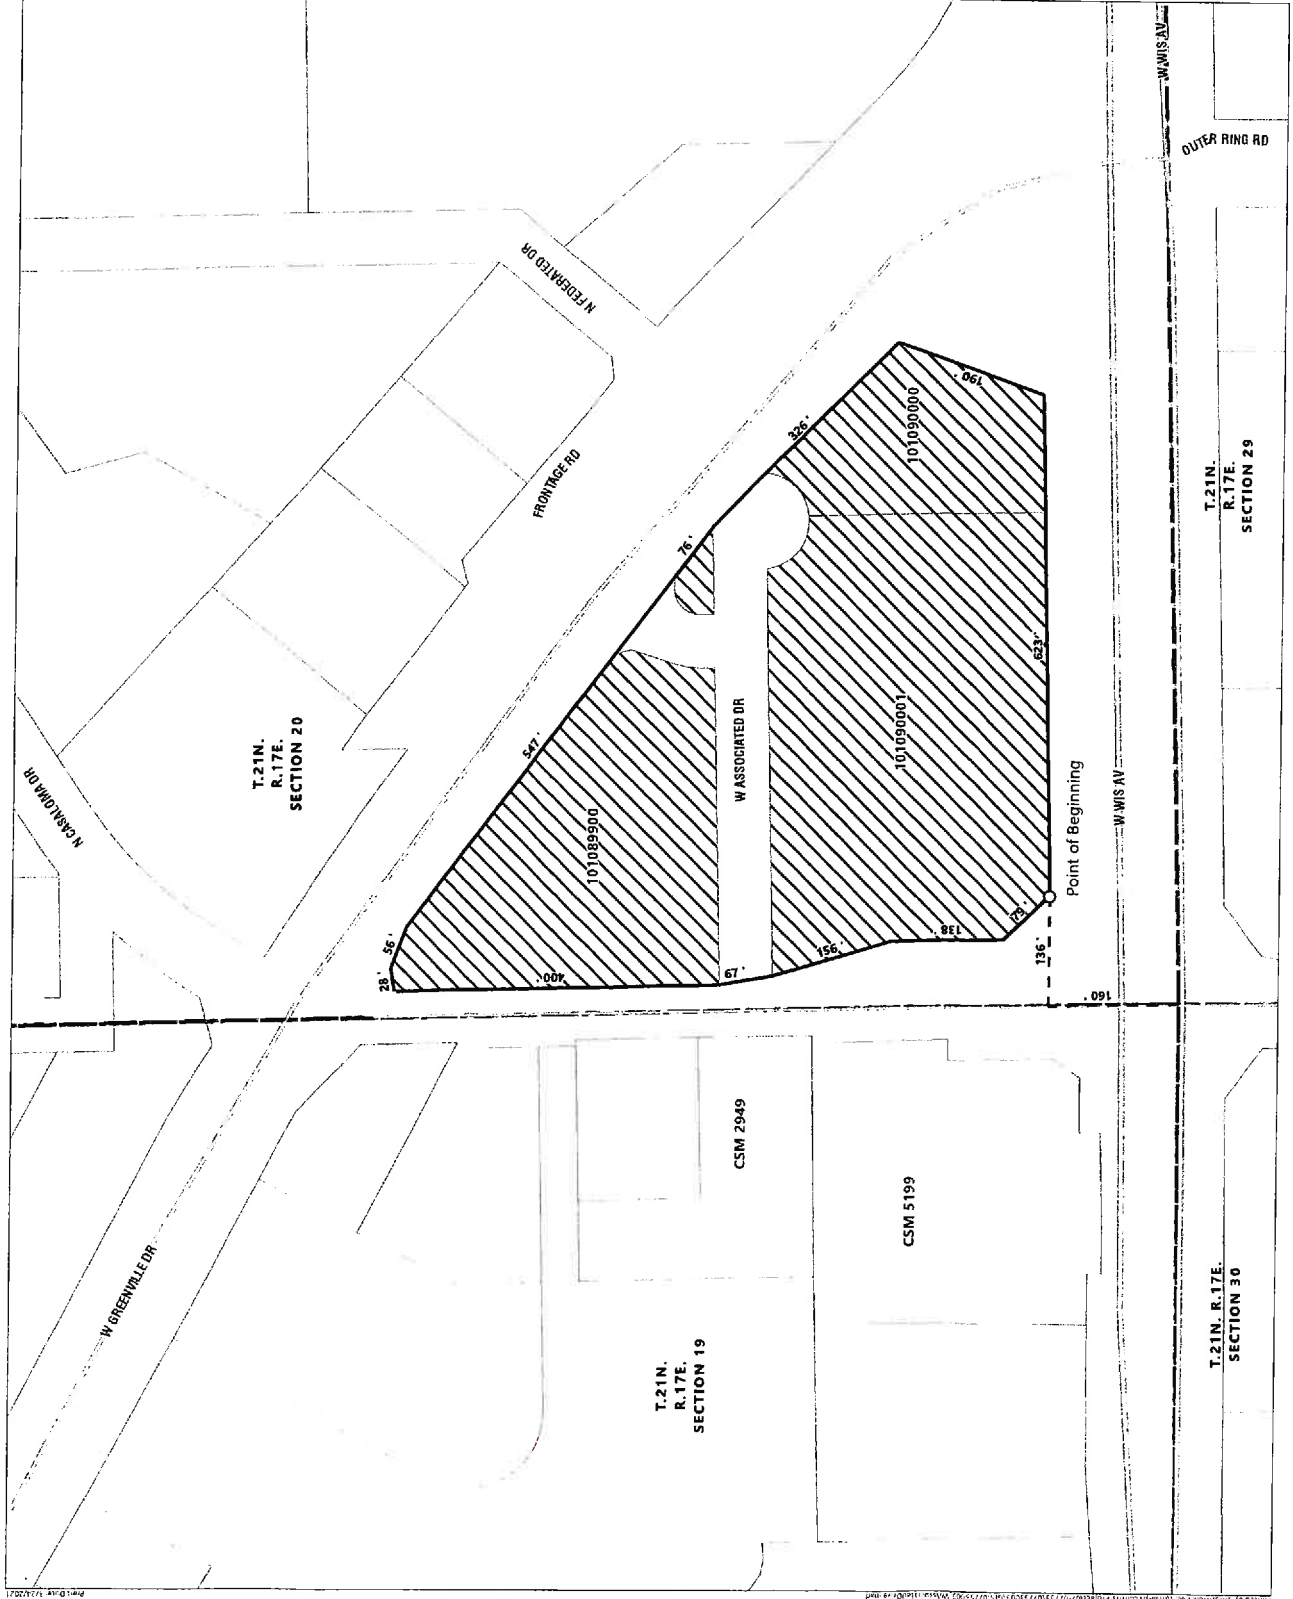 N CASALOMA DR
T.21N.
R.17E.
SECTION 20
N FEDERATED DR
FRONTAGE RD
W GREENVILLE DR
28'
56'
547'
76'
326'
190'
623'
79'
138'
156'
67'
400'
136'
160'
101089900
101090001
101090000
W ASSOCIATED DR
Point of Beginning
W WIS AV
W WIS AV
OUTER RING RD
CSM 2949
CSM 5199
T.21N.
R.17E.
SECTION 19
T.21N.
R.17E.
SECTION 29
T.21N. R.17E.
SECTION 30